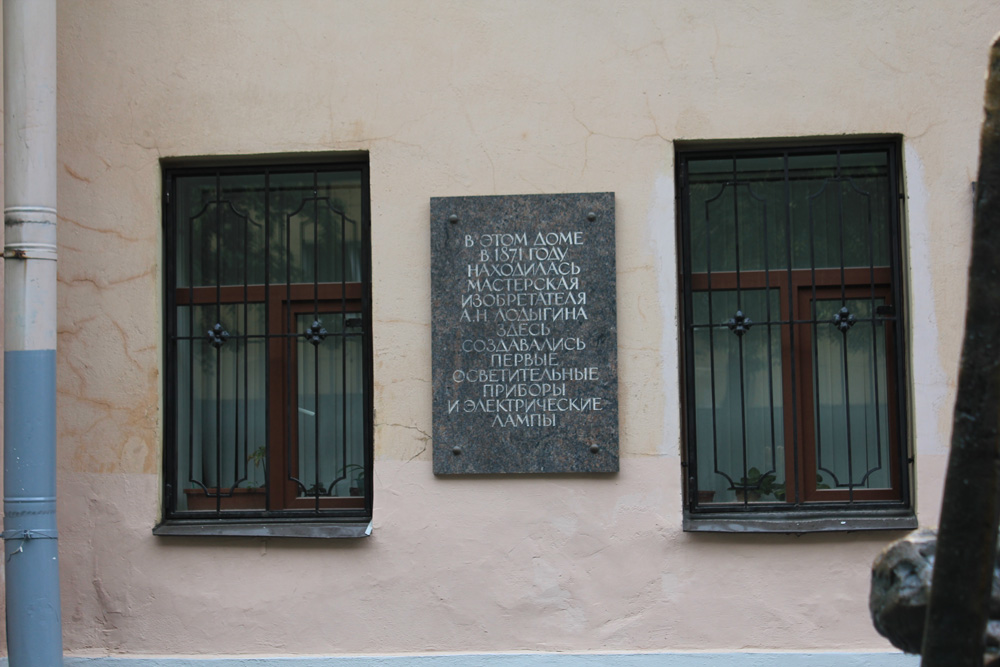 В ЭТОМ ДОМЕ
В 1871 ГОДУ
НАХОДИЛАСЬ
МАСТЕРСКАЯ
ИЗОБРЕТАТЕЛЯ
А.Н ЛОДЫГИНА
ЗДЕСЬ
СОЗДАВАЛИСЬ
ПЕРВЫЕ
ОСВЕТИТЕЛЬНЫЕ
ПРИБОРЫ
И ЭЛЕКТРИЧЕСКИЕ
ЛАМПЫ